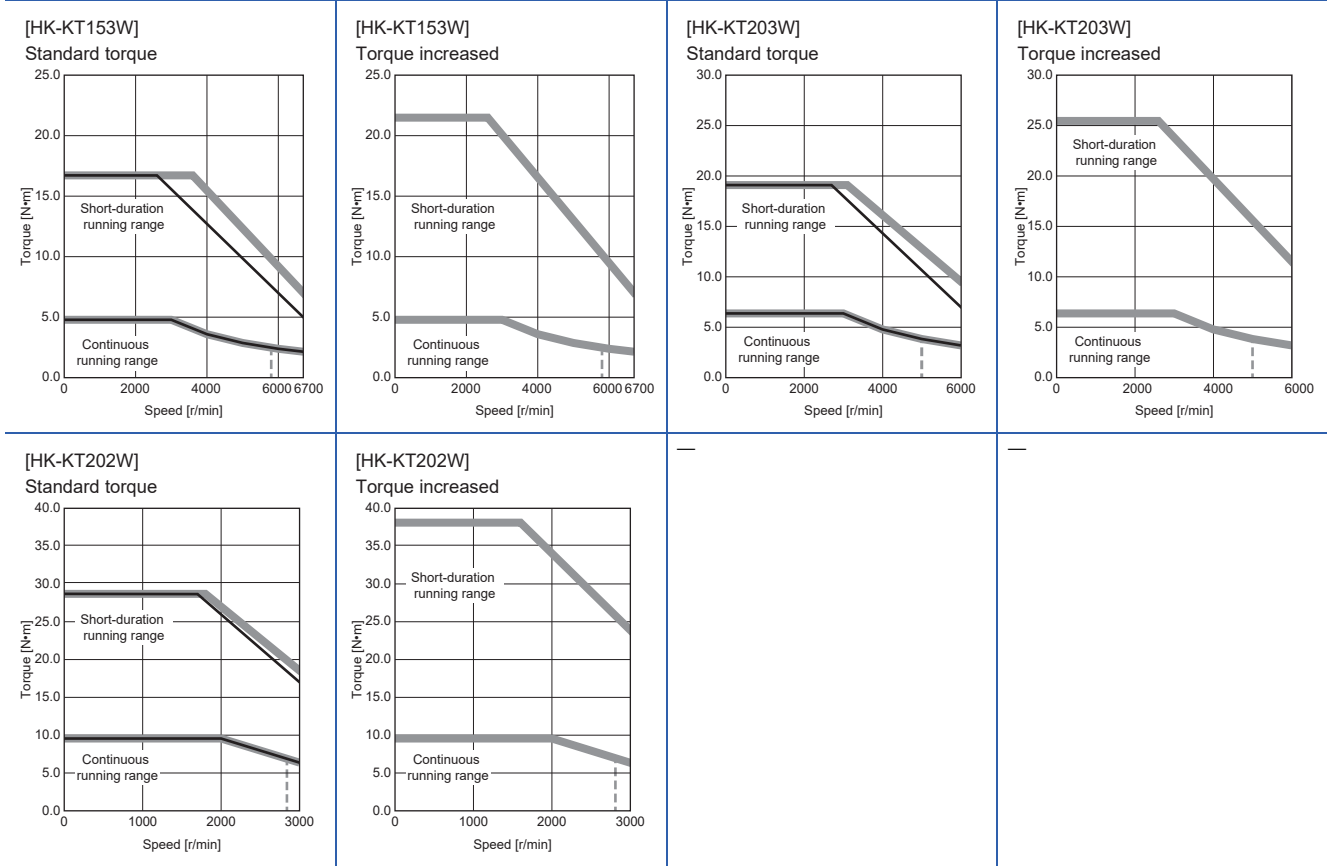 [HK-KT153W]
Standard torque
25.0
20.0
15.0
10.0
5.0
0.0
Torque [N•m]
Short-duration
running range
Continuous
running range
0 2000 4000 6000 6700
Speed [r/min]
[HK-KT153W]
Torque increased
25.0
20.0
15.0
10.0
5.0
0.0
Torque [N•m]
Short-duration
running range
Continuous
running range
0 2000 4000 6000 6700
Speed [r/min]
[HK-KT203W]
Standard torque
30.0
25.0
20.0
15.0
10.0
5.0
0.0
Torque [N•m]
Short-duration
running range
Continuous
running range
0 2000 4000 6000
Speed [r/min]
[HK-KT203W]
Torque increased
30.0
25.0
20.0
15.0
10.0
5.0
0.0
Torque [N•m]
Short-duration
running range
Continuous
running range
0 2000 4000 6000
Speed [r/min]
[HK-KT202W]
Standard torque
40.0
35.0
30.0
25.0
20.0
15.0
10.0
5.0
0.0
Torque [N•m]
Short-duration
running range
Continuous
running range
0 1000 2000 3000
Speed [r/min]
[HK-KT202W]
Torque increased
40.0
35.0
30.0
25.0
20.0
15.0
10.0
5.0
0.0
Torque [N•m]
Short-duration
running range
Continuous
running range
0 1000 2000 3000
Speed [r/min]
—
—